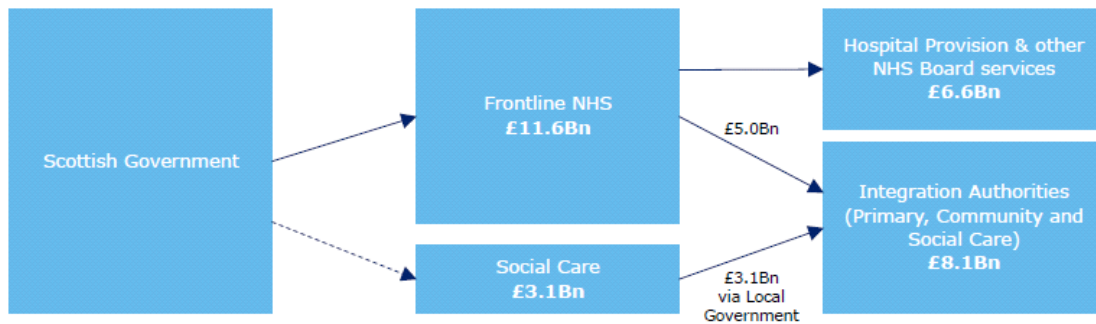 Scottish Government
Frontline NHS
£11.6Bn
Social Care
£3.1Bn
£5.0Bn
£3.1Bn
via Local
Government
Hospital Provision & other
NHS Board services
£6.6Bn
Integration Authorities
(Primary, Community and
Social Care)
£8.1Bn